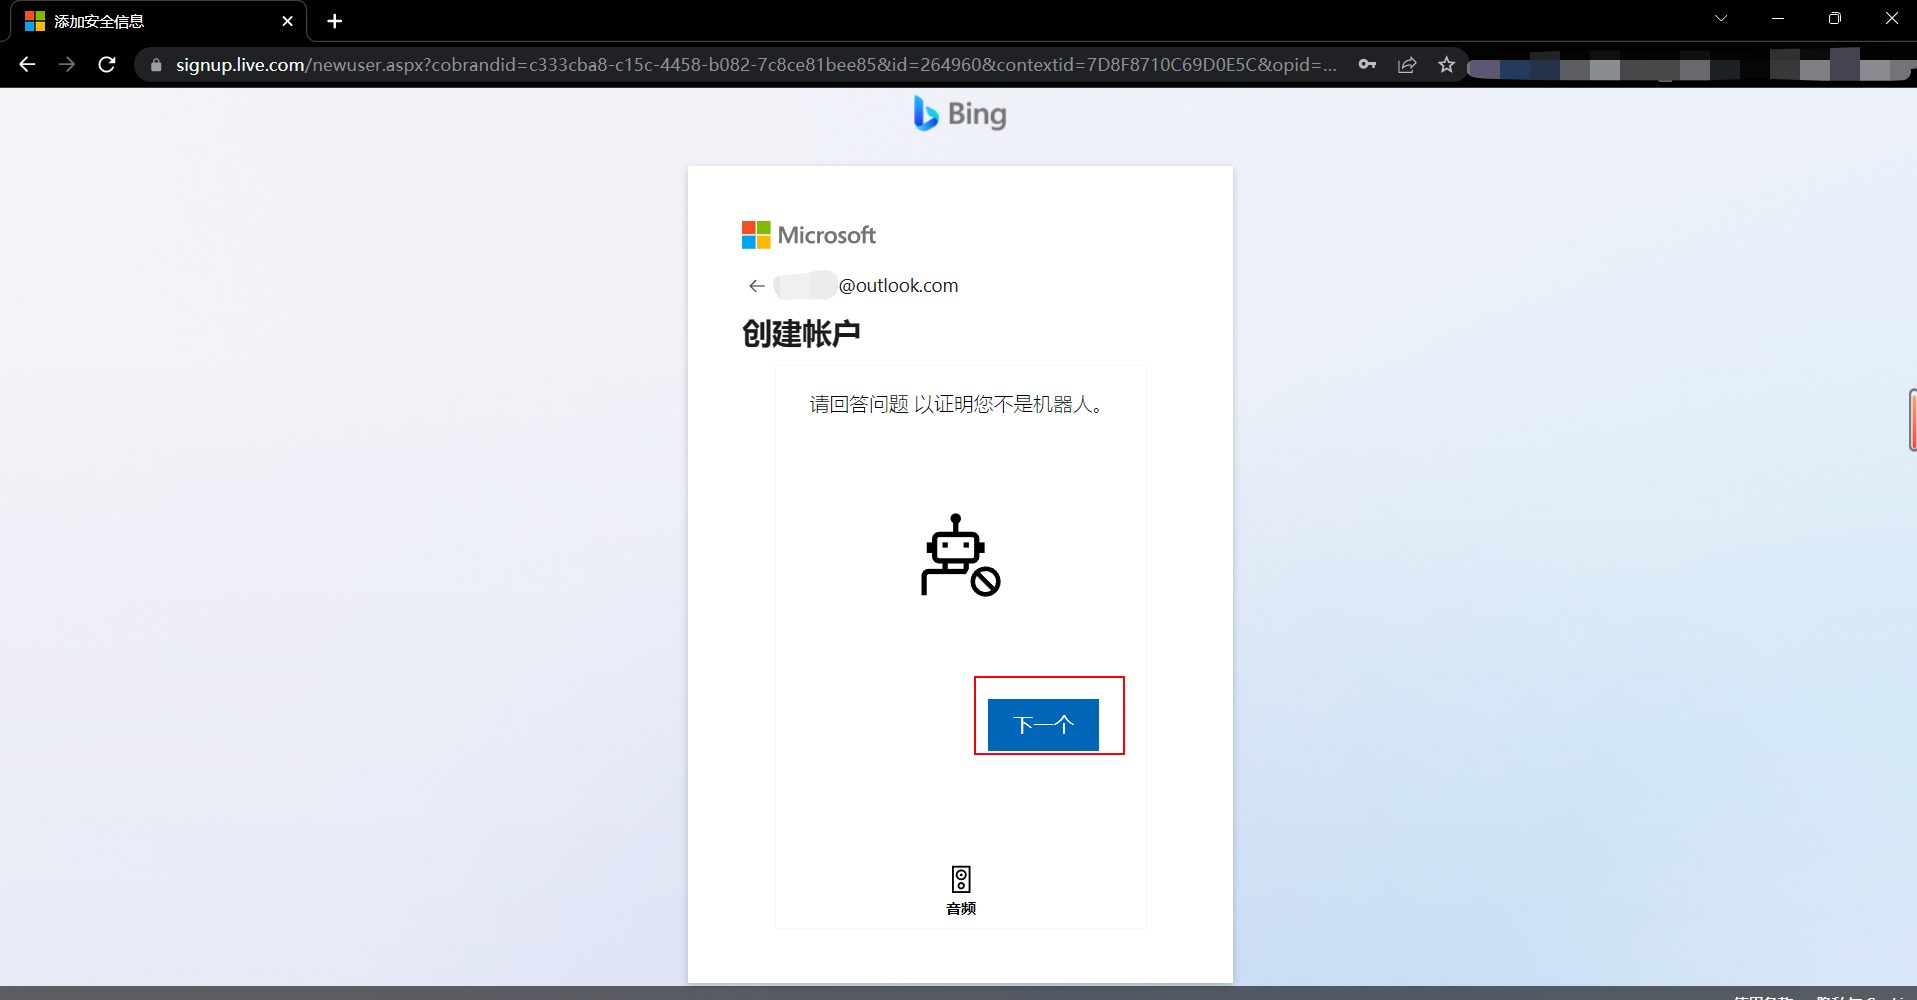 添加安全信息
signup.live.com/newuser.aspx?cobrandid=c333cba8-c15c-4458-b082-7c8ce81bee85&id=264960&contextid=7D8F8710C69D0E5C&opid=...
Bing
Microsoft
@outlook.com
创建帐户
请回答问题 以证明您不是机器人。
下一个
音频